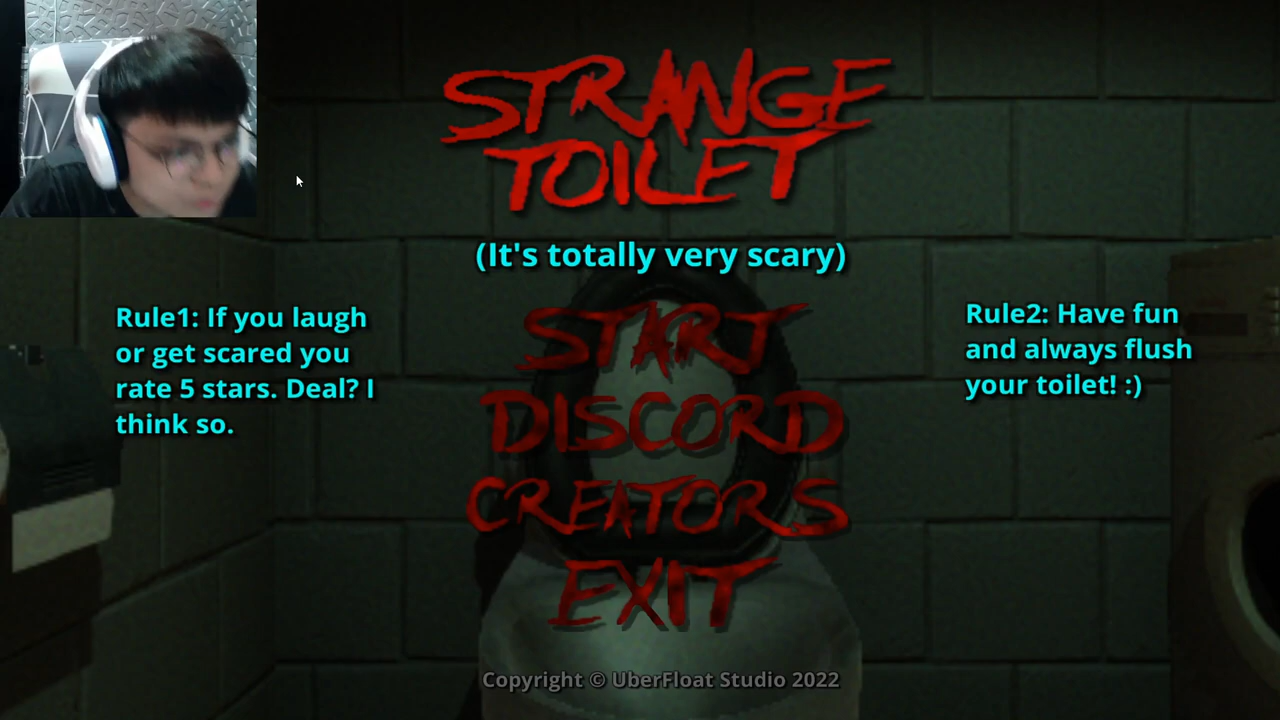 STRANGE
TOILET
(It's totally very scary)
Rule1: If you laugh
or get scared you
rate 5 stars. Deal? I
think so.
Rule2: Have fun
and always flush
your toilet! :)
START
DISCORD
CREATORS
EXIT
Copyright © UberFloat Studio 2022